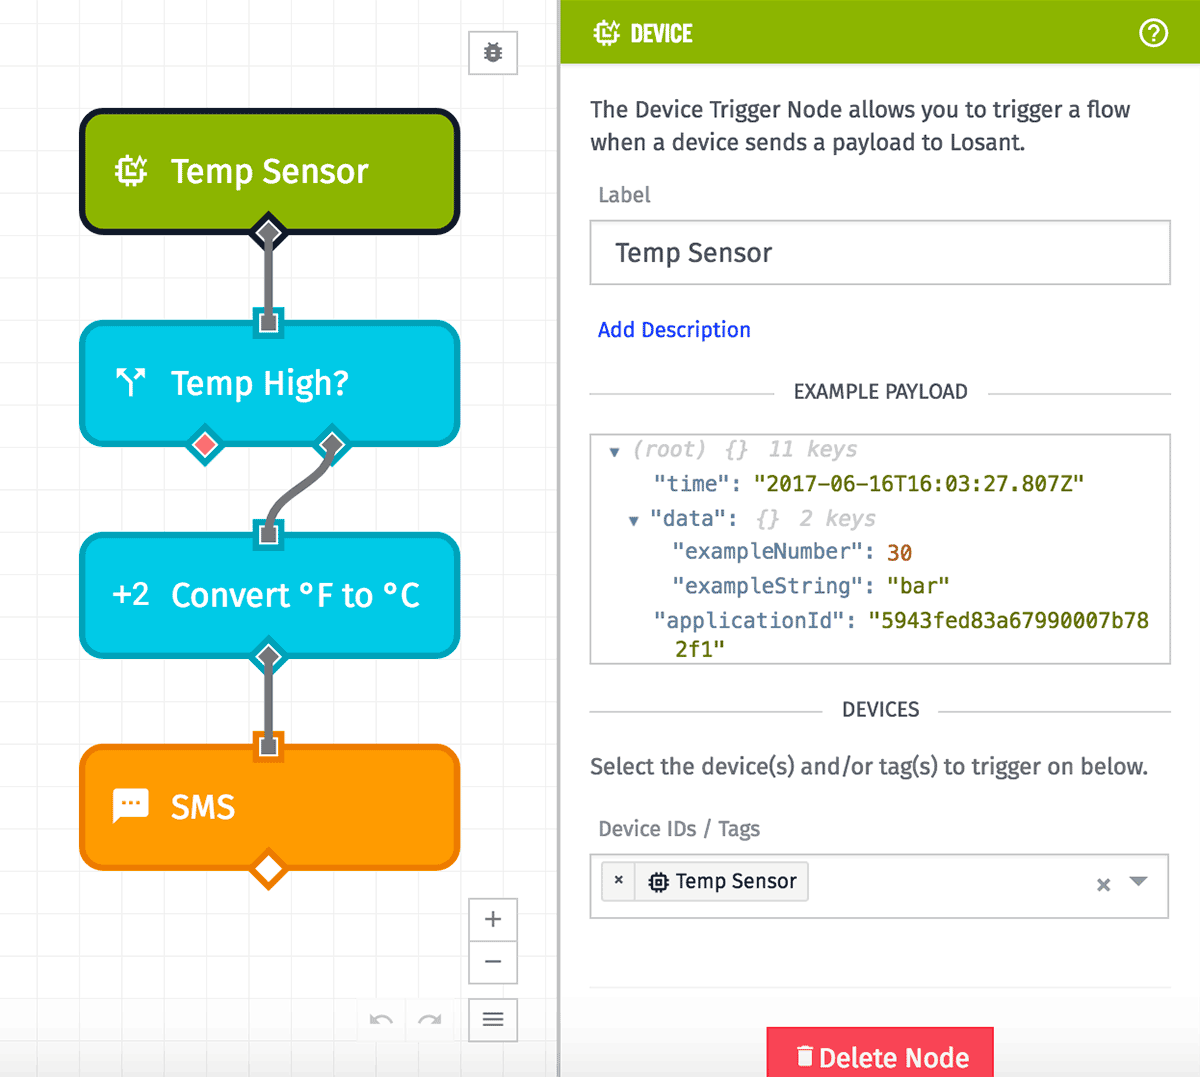 Temp Sensor
Temp High?
+2 Convert °F to °C
SMS
+
−
DEVICE
?
The Device Trigger Node allows you to trigger a flow
when a device sends a payload to Losant.
Label
Temp Sensor
Add Description
EXAMPLE PAYLOAD
▼ (root) {} 11 keys
"time": "2017-06-16T16:03:27.807Z"
▼ "data": {} 2 keys
"exampleNumber": 30
"exampleString": "bar"
"applicationId": "5943fed83a67990007b78
2f1"
DEVICES
Select the device(s) and/or tag(s) to trigger on below.
Device IDs / Tags
× Temp Sensor ×
Delete Node